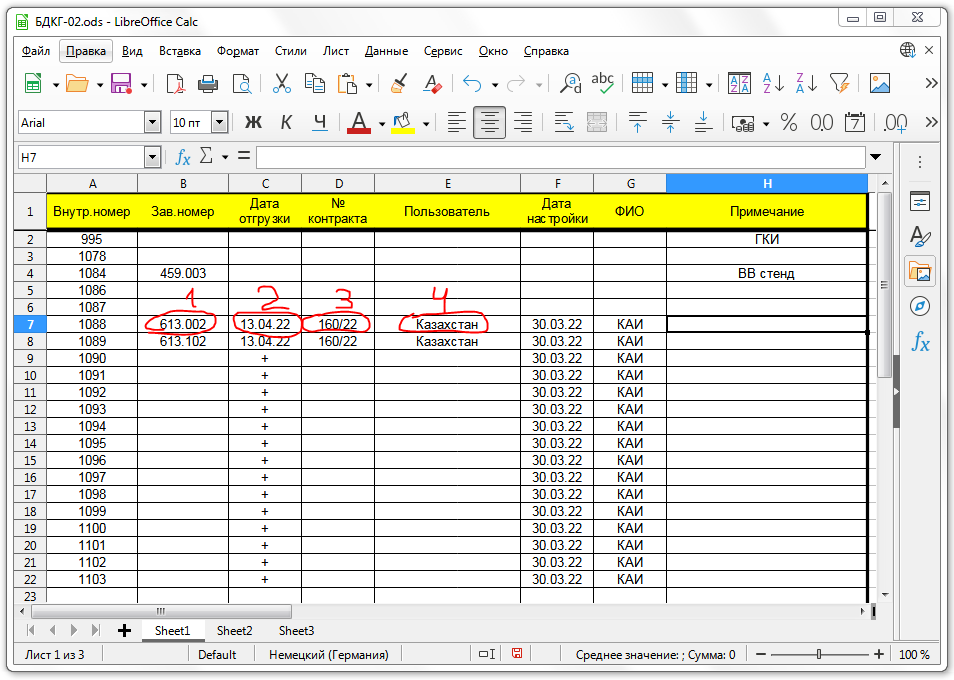 БДКГ-02.ods - LibreOffice Calc
Файл Правка Вид Вставка Формат Стили Лист Данные Сервис Окно Справка
abc
Arial 10 пт Ж К Ч А % 0,0 7 .00
H7 fx Σ =
A B C D E F G H
1 Внутр.номер Зав.номер Дата отгрузки № контракта Пользователь Дата настройки ФИО Примечание
2 995 ГКИ
3 1078
4 1084 459.003 ВВ стенд
5 1086
6 1087
1 2 3 4
7 1088 613.002 13.04.22 160/22 Казахстан 30.03.22 КАИ
8 1089 613.102 13.04.22 160/22 Казахстан 30.03.22 КАИ
9 1090 + 30.03.22 КАИ
10 1091 + 30.03.22 КАИ
11 1092 + 30.03.22 КАИ
12 1093 + 30.03.22 КАИ
13 1094 + 30.03.22 КАИ
14 1095 + 30.03.22 КАИ
15 1096 + 30.03.22 КАИ
16 1097 + 30.03.22 КАИ
17 1098 + 30.03.22 КАИ
18 1099 + 30.03.22 КАИ
19 1100 + 30.03.22 КАИ
20 1101 + 30.03.22 КАИ
21 1102 + 30.03.22 КАИ
22 1103 + 30.03.22 КАИ
23
Sheet1 Sheet2 Sheet3
Лист 1 из 3 Default Немецкий (Германия) Среднее значение: ; Сумма: 0 100 %